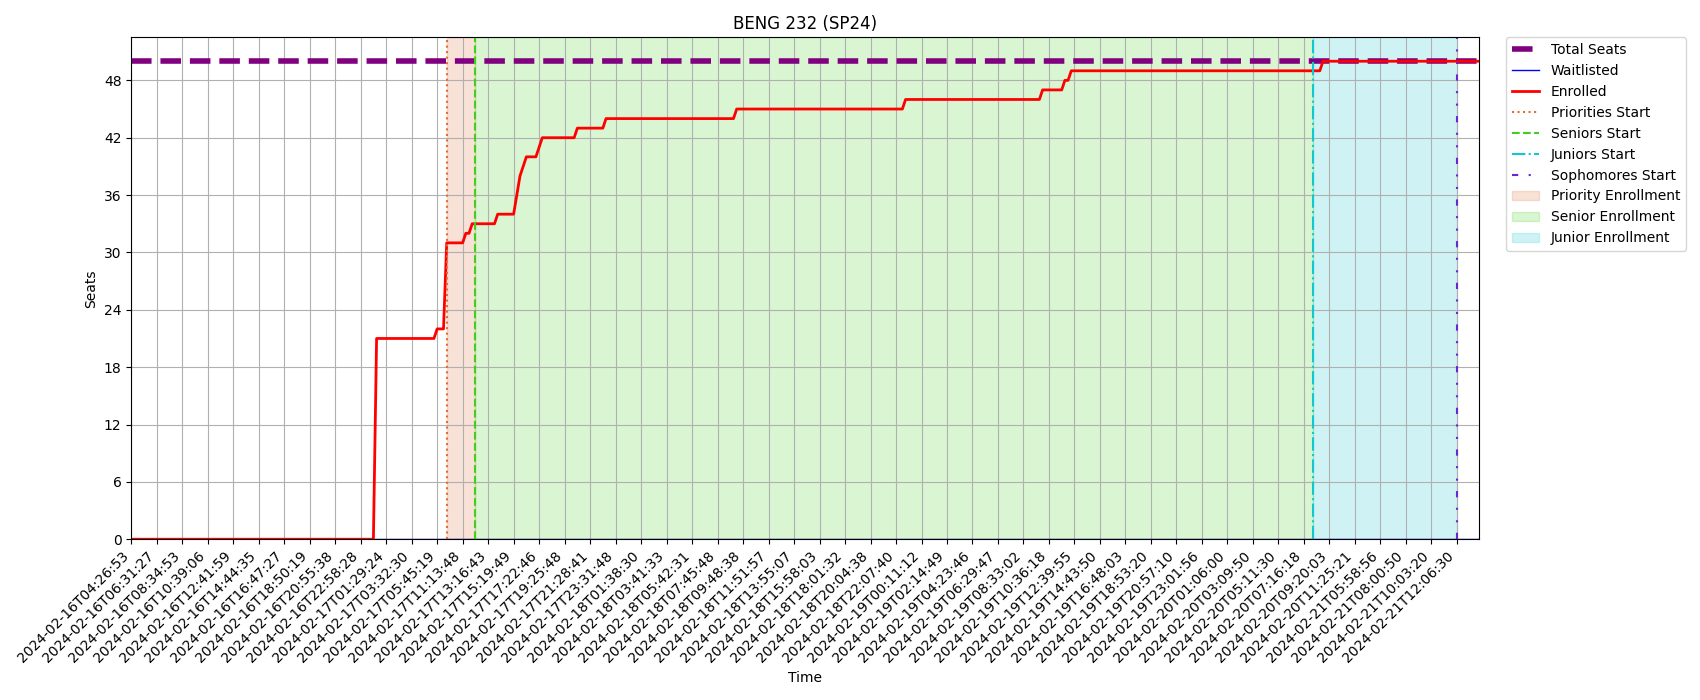 BENG 232 (SP24)
Total Seats
Waitlisted
Enrolled
Priorities Start
Seniors Start
Juniors Start
Sophomores Start
Priority Enrollment
Senior Enrollment
Junior Enrollment
Seats
48
42
36
30
24
18
12
6
0
2024-02-16T04:26:53
2024-02-16T06:31:27
2024-02-16T08:34:53
2024-02-16T10:39:06
2024-02-16T12:41:59
2024-02-16T14:44:35
2024-02-16T16:47:27
2024-02-16T18:50:19
2024-02-16T20:55:38
2024-02-16T22:58:28
2024-02-17T01:29:24
2024-02-17T03:32:30
2024-02-17T05:45:19
2024-02-17T11:13:48
2024-02-17T13:16:43
2024-02-17T15:19:49
2024-02-17T17:22:46
2024-02-17T19:25:48
2024-02-17T21:28:41
2024-02-17T23:31:48
2024-02-18T01:38:30
2024-02-18T03:41:33
2024-02-18T05:42:31
2024-02-18T07:45:48
2024-02-18T09:48:38
2024-02-18T11:51:57
2024-02-18T13:55:07
2024-02-18T15:58:03
2024-02-18T18:01:32
2024-02-18T20:04:38
2024-02-18T22:07:40
2024-02-19T00:11:12
2024-02-19T02:14:49
2024-02-19T04:23:46
2024-02-19T06:29:47
2024-02-19T08:33:02
2024-02-19T10:36:18
2024-02-19T12:39:55
2024-02-19T14:43:50
2024-02-19T16:48:03
2024-02-19T18:53:20
2024-02-19T20:57:10
2024-02-19T23:01:56
2024-02-20T01:06:00
2024-02-20T03:09:50
2024-02-20T05:11:30
2024-02-20T07:16:18
2024-02-20T09:20:03
2024-02-20T11:25:21
2024-02-21T05:58:56
2024-02-21T08:00:50
2024-02-21T10:03:20
2024-02-21T12:06:30
Time